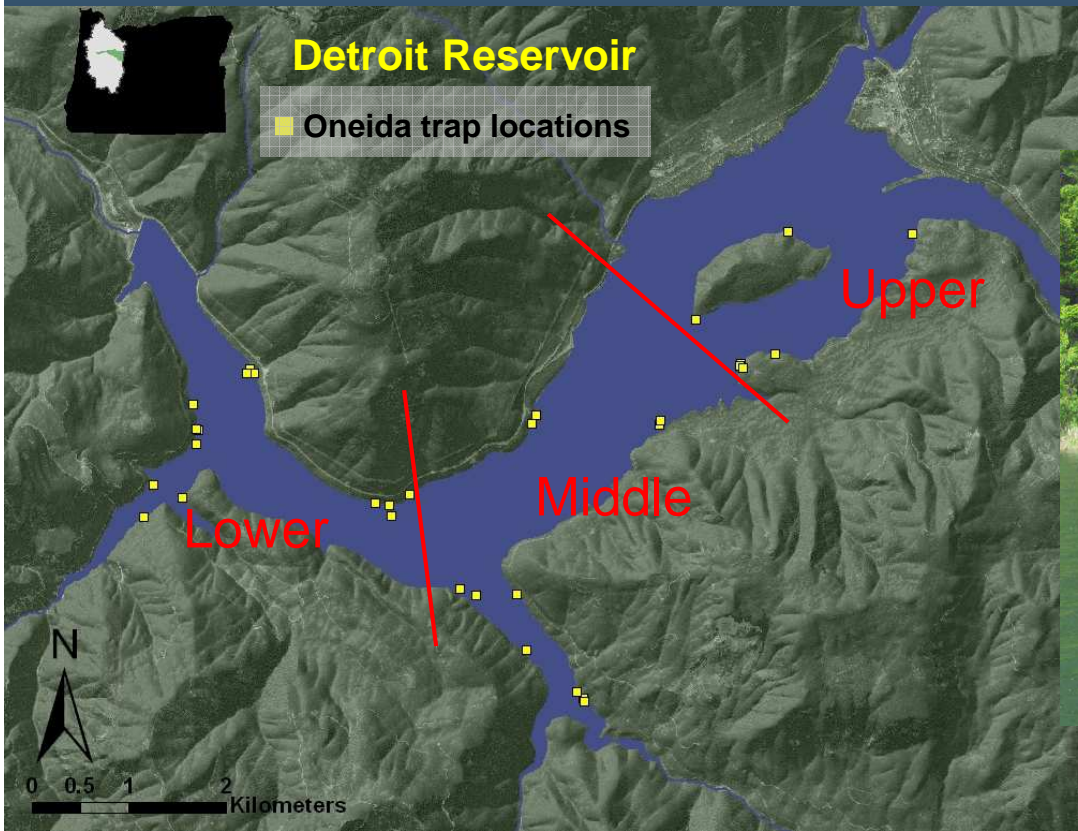 Detroit Reservoir
Oneida trap locations
Upper
Middle
Lower
N
0 0.5 1 2
Kilometers